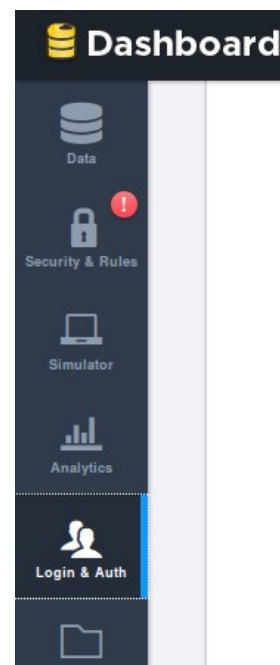 Dashboard
Data
!
Security & Rules
Simulator
Analytics
Login & Auth